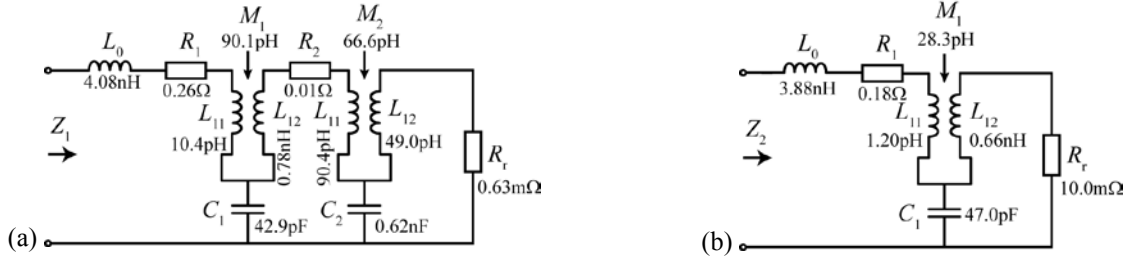 M₁
90.1pH
M₂
66.6pH
L₀
4.08nH
R₁
0.26Ω
R₂
0.01Ω
L₁₁
10.4pH
L₁₂
0.78nH
L₁₁
90.4pH
L₁₂
49.0pH
Z₁
Rᵣ
0.63mΩ
C₁
42.9pF
C₂
0.62nF
(a)
M₁
28.3pH
L₀
3.88nH
R₁
0.18Ω
L₁₁
1.20pH
L₁₂
0.66nH
Z₂
Rᵣ
10.0mΩ
C₁
47.0pF
(b)